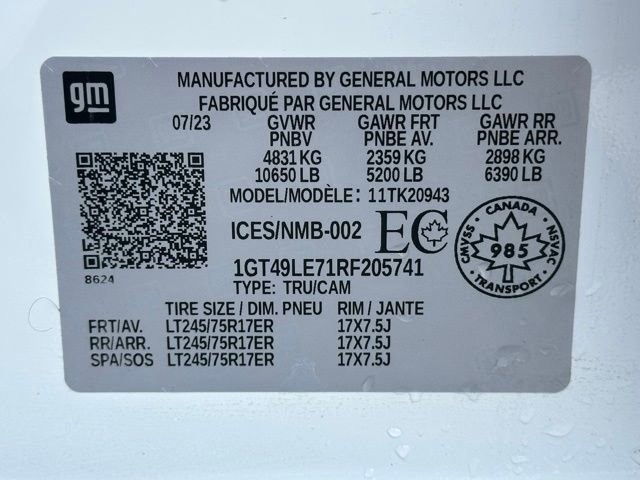 gm
MANUFACTURED BY GENERAL MOTORS LLC
FABRIQUÉ PAR GENERAL MOTORS LLC
07/23 GVWR GAWR FRT GAWR RR
PNBV PNBE AV. PNBE ARR.
4831 KG 2359 KG 2898 KG
10650 LB 5200 LB 6390 LB
MODEL/MODÈLE: 11TK20943
ICES/NMB-002 EC
CANADA
SVNAC 985 NSVAC
TRANSPORT
8624
1GT49LE71RF205741
TYPE: TRU/CAM
TIRE SIZE / DIM. PNEU RIM / JANTE
FRT/AV. LT245/75R17ER 17X7.5J
RR/ARR. LT245/75R17ER 17X7.5J
SPA/SOS LT245/75R17ER 17X7.5J